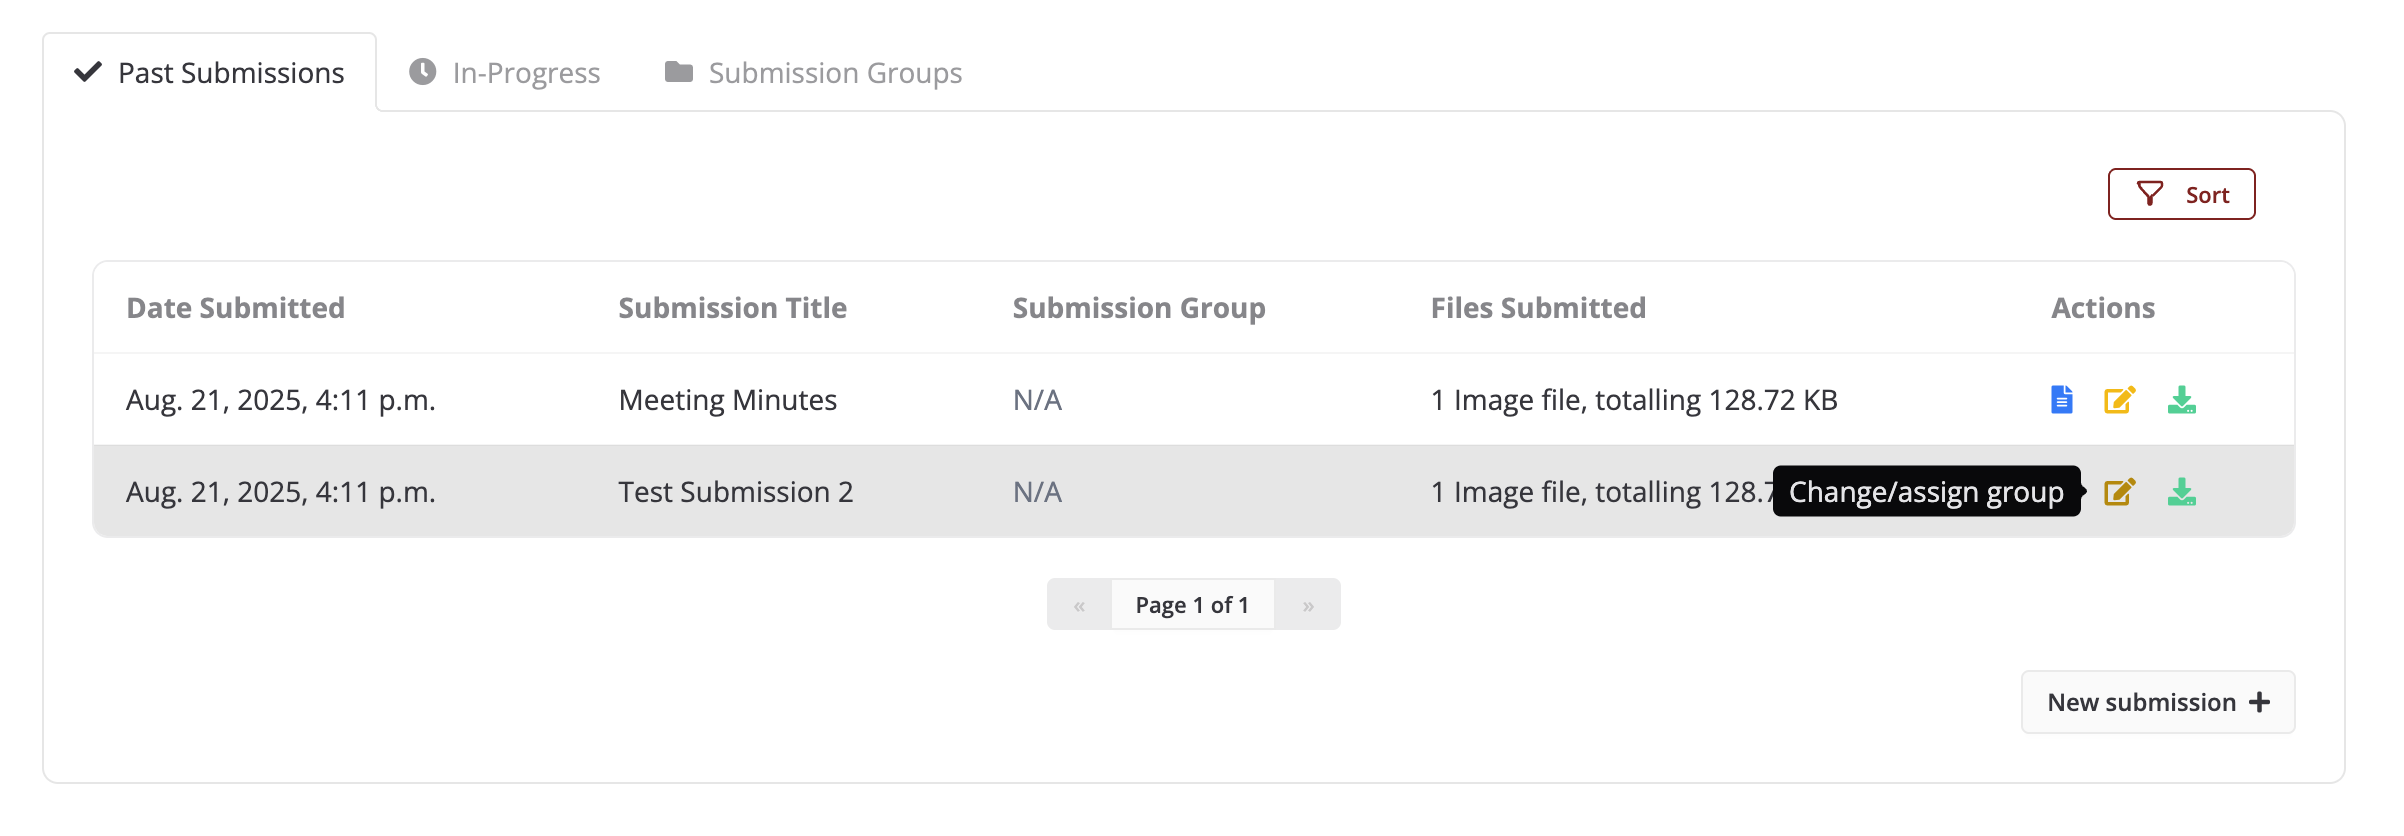 Past Submissions In-Progress Submission Groups
Sort
Date Submitted Submission Title Submission Group Files Submitted Actions
Aug. 21, 2025, 4:11 p.m. Meeting Minutes N/A 1 Image file, totalling 128.72 KB
Aug. 21, 2025, 4:11 p.m. Test Submission 2 N/A 1 Image file, totalling 128.7 Change/assign group
« Page 1 of 1 »
New submission +